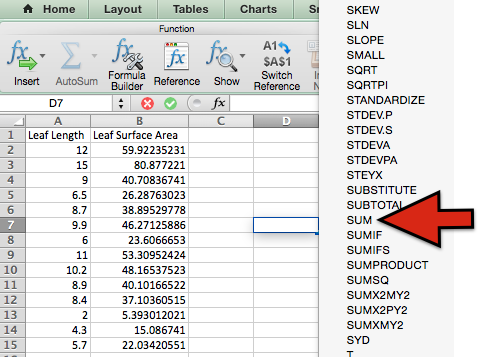 Home Layout Tables Charts
Function
Insert AutoSum Formula Builder Reference Show Switch Reference
A1
$A$1
D7 fx
A B C D
1 Leaf Length Leaf Surface Area
2 12 59.92235231
3 15 80.877221
4 9 40.70836741
5 6.5 26.28763023
6 8.7 38.89529778
7 9.9 46.27125886
8 6 23.6066653
9 11 53.30952424
10 10.2 48.16537523
11 8.9 40.10166522
12 8.4 37.10360515
13 2 5.393012021
14 4.3 15.086741
15 5.7 22.03420551
SKEW
SLN
SLOPE
SMALL
SQRT
SQRTPI
STANDARDIZE
STDEV.P
STDEV.S
STDEVA
STDEVPA
STEYX
SUBSTITUTE
SUBTOTAL
SUM
SUMIF
SUMIFS
SUMPRODUCT
SUMSQ
SUMX2MY2
SUMX2PY2
SUMXMY2
SYD